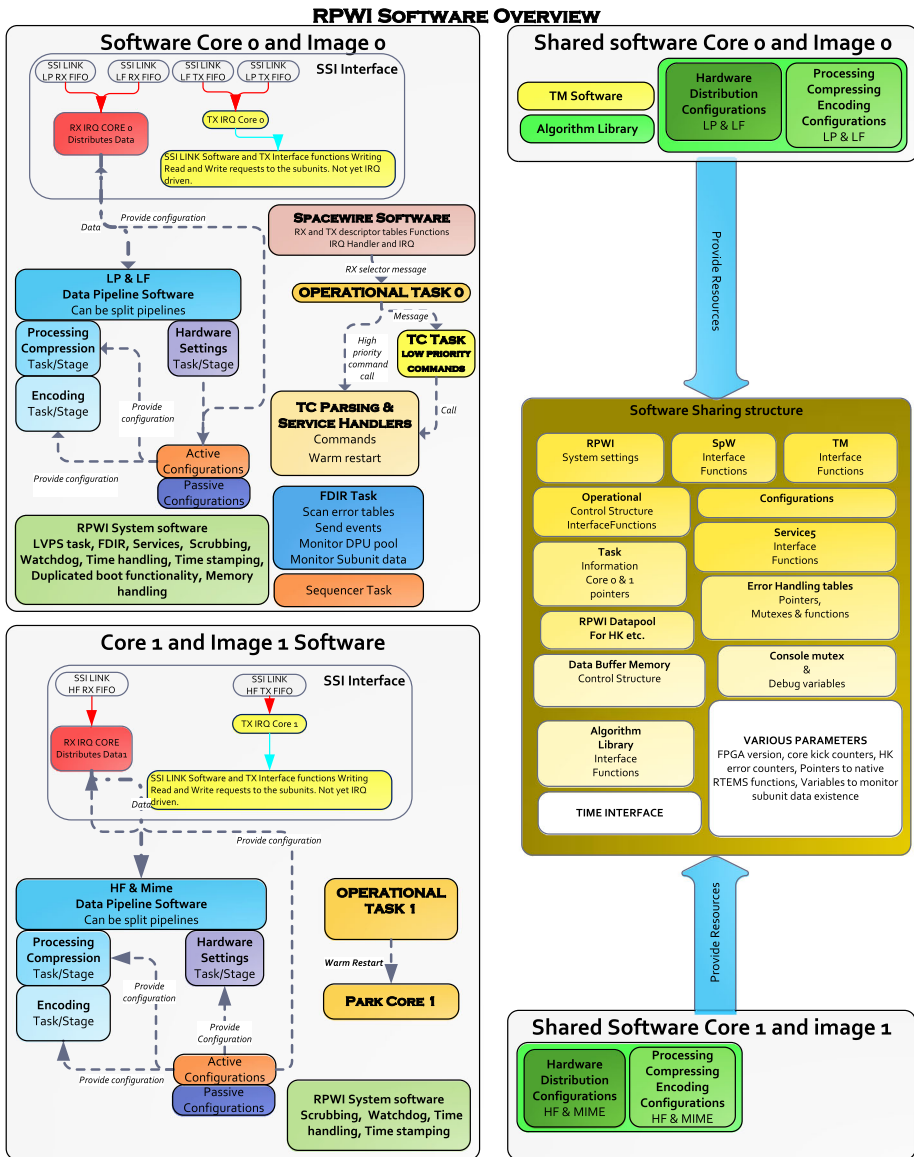 RPWI SOFTWARE OVERVIEW
Software Core 0 and Image 0
SSI LINK
LP RX FIFO
SSI LINK
LF RX FIFO
SSI LINK
LF TX FIFO
SSI LINK
LP TX FIFO
SSI Interface
RX IRQ CORE 0
Distributes Data
TX IRQ Core 0
SSI LINK Software and TX Interface functions Writing
Read and Write requests to the subunits. Not yet IRQ
driven.
Data
Provide configuration
SPACEWIRE SOFTWARE
RX and TX descriptor tables Functions
IRQ Handler and IRQ
RX selector message
OPERATIONAL TASK 0
Message
High
priority
command
call
TC TASK
LOW PRIORITY
COMMANDS
Call
TC PARSING &
SERVICE HANDLERS
Commands
Warm restart
LP & LF
Data Pipeline Software
Can be split pipelines
Processing
Compression
Task/Stage
Hardware
Settings
Task/Stage
Encoding
Task/Stage
Provide
configuration
Provide configuration
Active
Configurations
Passive
Configurations
RPWI System software
LVPS task, FDIR, Services, Scrubbing,
Watchdog, Time handling, Time stamping,
Duplicated boot functionality, Memory
handling
FDIR Task
Scan error tables
Send events
Monitor DPU pool
Monitor Subunit data
Sequencer Task
Core 1 and Image 1 Software
SSI LINK
HF RX FIFO
SSI LINK
HF TX FIFO
SSI Interface
RX IRQ CORE
Distributes Data1
TX IRQ Core 1
SSI LINK Software and TX Interface functions Writing
Read and Write requests to the subunits. Not yet IRQ
driven.
Data
Provide configuration
HF & Mime
Data Pipeline Software
Can be split pipelines
Processing
Compression
Task/Stage
Hardware
Settings
Task/Stage
Encoding
Task/Stage
Provide
configuration
Provide
Configuration
Provide configuration
Active
Configurations
Passive
Configurations
OPERATIONAL
TASK 1
Warm Restart
PARK CORE 1
RPWI System software
Scrubbing, Watchdog, Time
handling, Time stamping
Shared software Core 0 and Image 0
TM Software
Algorithm Library
Hardware
Distribution
Configurations
LP & LF
Processing
Compressing
Encoding
Configurations
LP & LF
Provide Resources
Software Sharing structure
RPWI
System settings
SpW
Interface
Functions
TM
Interface
Functions
Operational
Control Structure
InterfaceFunctions
Configurations
Service5
Interface
Functions
Task
Information
Core 0 & 1
pointers
Error Handling tables
Pointers,
Mutexes & functions
RPWI Datapool
For HK etc.
Data Buffer Memory
Control Structure
Console mutex
&
Debug variables
Algorithm
Library
Interface
Functions
VARIOUS PARAMETERS
FPGA version, core kick counters, HK
error counters, Pointers to native
RTEMS functions, Variables to monitor
subunit data existence
TIME INTERFACE
Provide Resources
Shared Software Core 1 and image 1
Hardware
Distribution
Configurations
HF & MIME
Processing
Compressing
Encoding
Configurations
HF & MIME